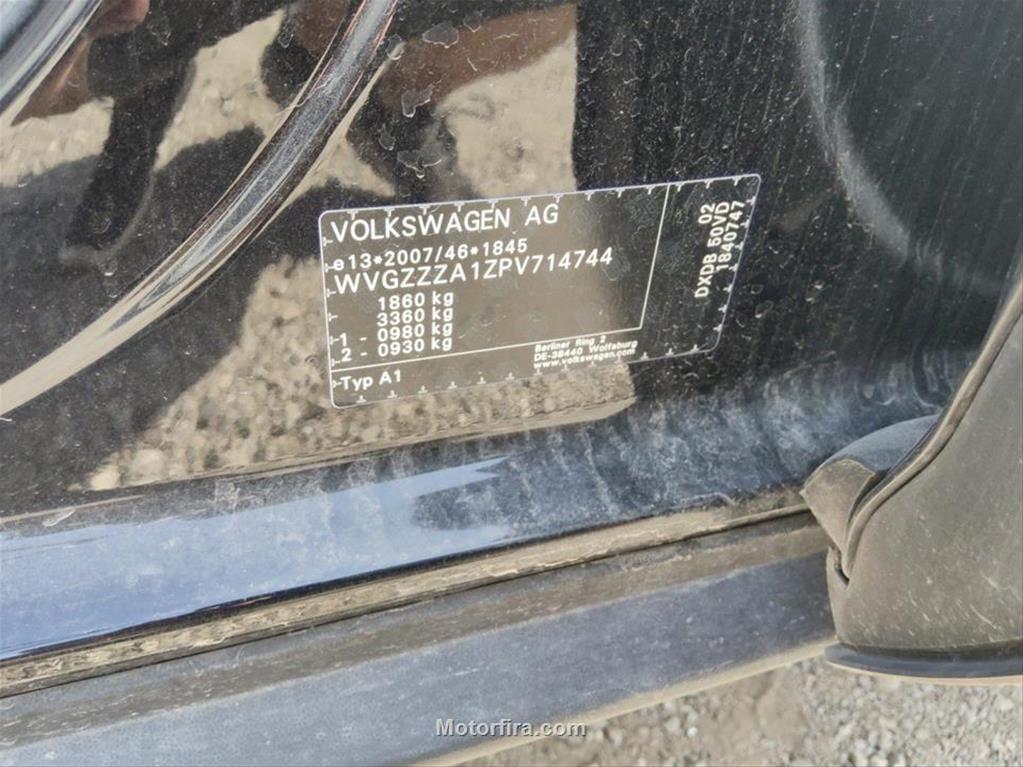 VOLKSWAGEN AG
e13*2007/46*1845
WVGZZZA1ZPV714744
1860 kg
3360 kg
1 - 0980 kg
2 - 0930 kg
Typ A1
Berliner Ring 2
DE-38440 Wolfsburg
www.volkswagen.com
02
DXDB 50VD
1840747
Motorfira.com